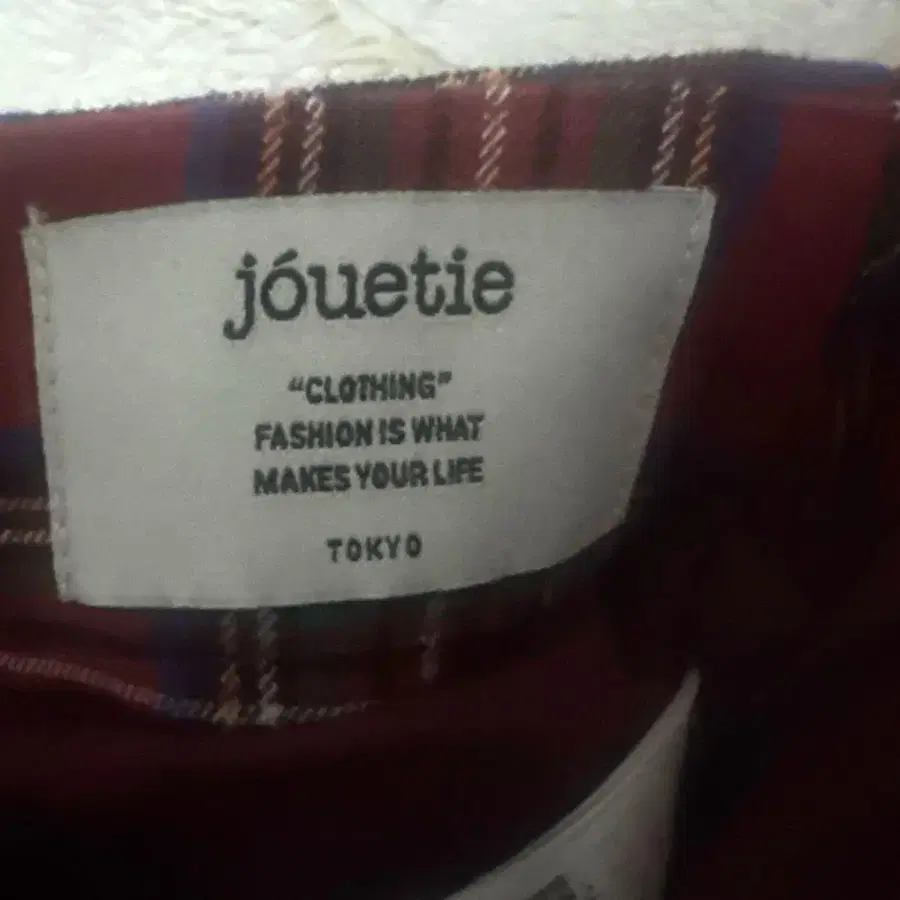 jóuetie
“CLOTHING”
FASHION IS WHAT
MAKES YOUR LIFE
TOKYO